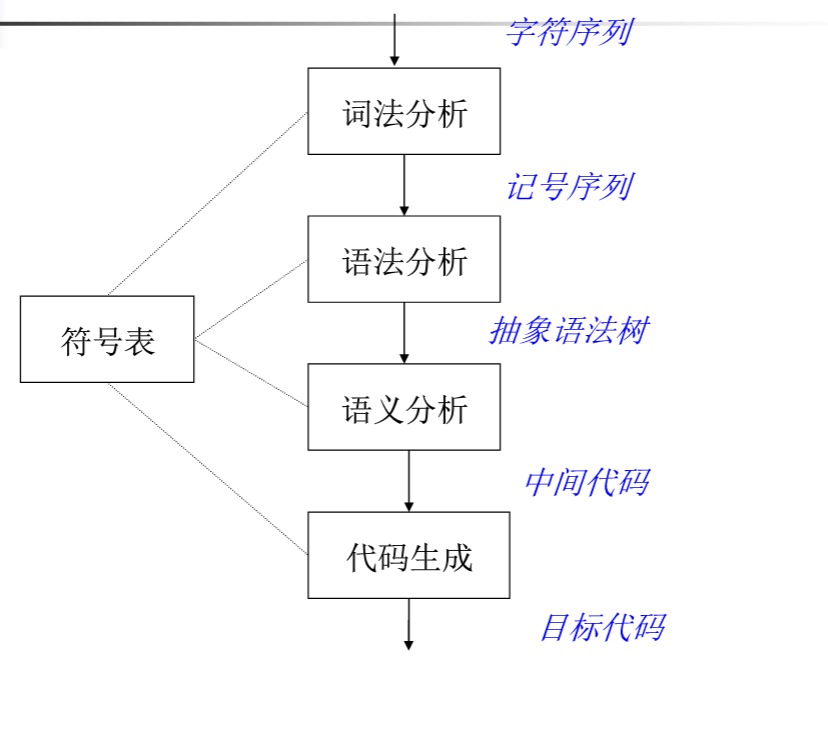 字符序列
词法分析
记号序列
语法分析
抽象语法树
符号表
语义分析
中间代码
代码生成
目标代码